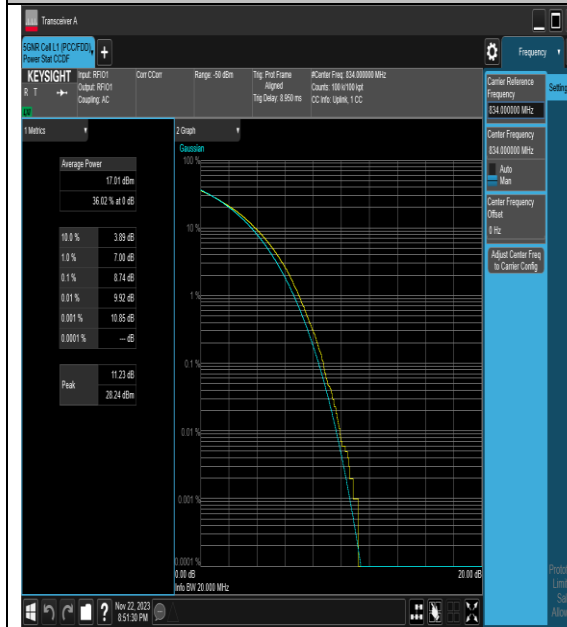 Transceiver A
5GNR Cell L1 (PCC/FDD),
Power Stat CCDF
Frequency
KEYSIGHT
R T
Input: RFIO1
Output: RFIO1
Coupling: AC
Corr CCorr
Range: -50 dBm
Trig: Prot Frame
Aligned
Trig Delay: 8.950 ms
#Center Freq: 834.000000 MHz
Counts: 100 k/100 kpt
CC Info: Uplink, 1 CC
Carrier Reference
Frequency
834.000000 MHz
Center Frequency
834.000000 MHz
Auto
Man
Center Frequency
Offset
0 Hz
Adjust Center Freq
to Carrier Config
1 Metrics
Average Power
17.01 dBm
36.02 % at 0 dB
10.0 % 3.89 dB
1.0 % 7.00 dB
0.1 % 8.74 dB
0.01 % 9.92 dB
0.001 % 10.85 dB
0.0001 % --- dB
Peak 11.23 dB
28.24 dBm
2 Graph
Gaussian
100 %
10 %
1 %
0.1 %
0.01 %
0.001 %
0.0001 %
0.00 dB
20.00 dB
Info BW 20.000 MHz
Nov 22, 2023
8:51:30 PM
?